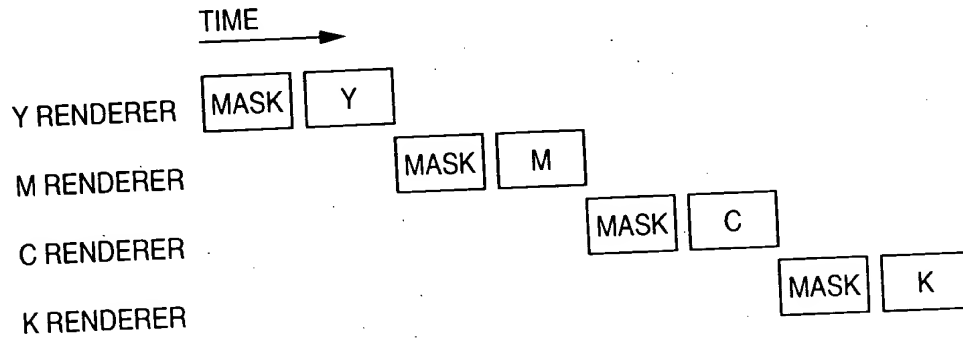 TIME
Y RENDERER MASK Y
M RENDERER MASK M
C RENDERER MASK C
K RENDERER MASK K